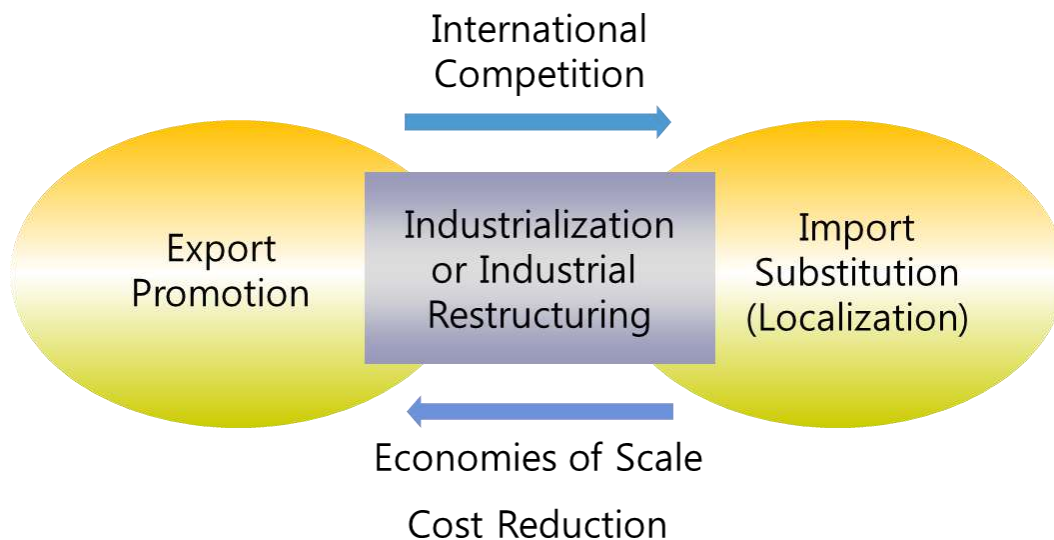 International
Competition
Export
Promotion
Industrialization
or Industrial
Restructuring
Import
Substitution
(Localization)
Economies of Scale
Cost Reduction